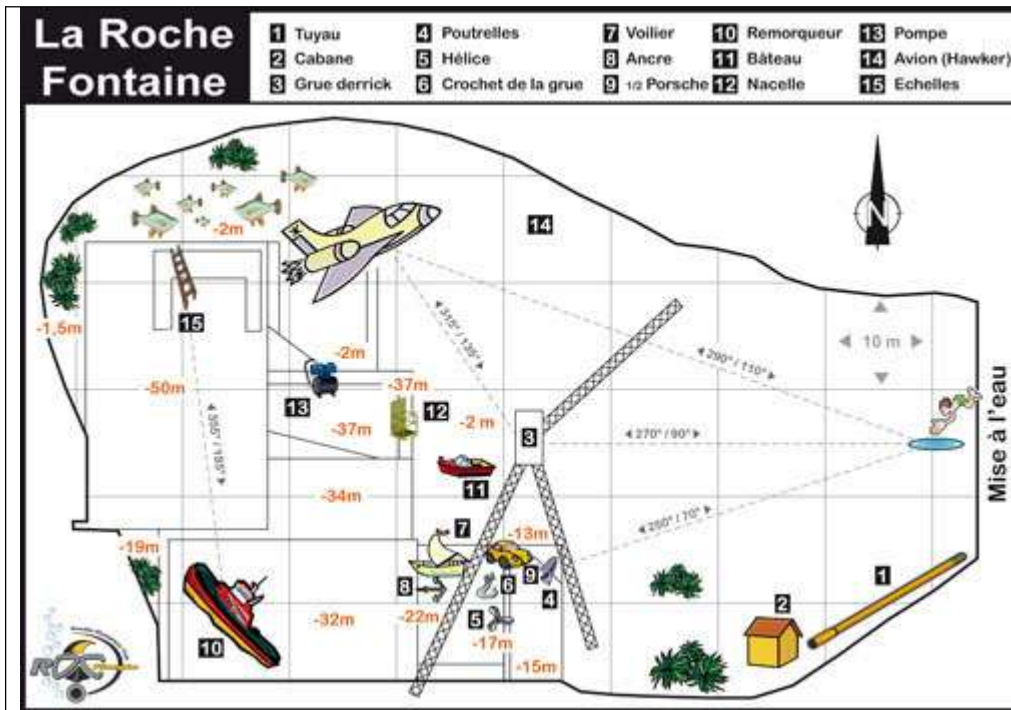 La Roche
Fontaine
1 Tuyau
2 Cabane
3 Grue derrick
4 Poutrelles
5 Hélice
6 Crochet de la grue
7 Voilier
8 Ancre
9 1/2 Porsche
10 Remorqueur
11 Bâteau
12 Nacelle
13 Pompe
14 Avion (Hawker)
15 Echelles
N
-2m
14
15
-1,5m
315° / 135°
290° / 110°
10 m
-2m
-50m
13
-37m
12
-37m
-2 m
3
270° / 90°
Mise à l'eau
11
-34m
250° / 70°
-19m
7
-13m
8
6
9
4
1
10
-32m
-22m
5
2
-17m
-15m